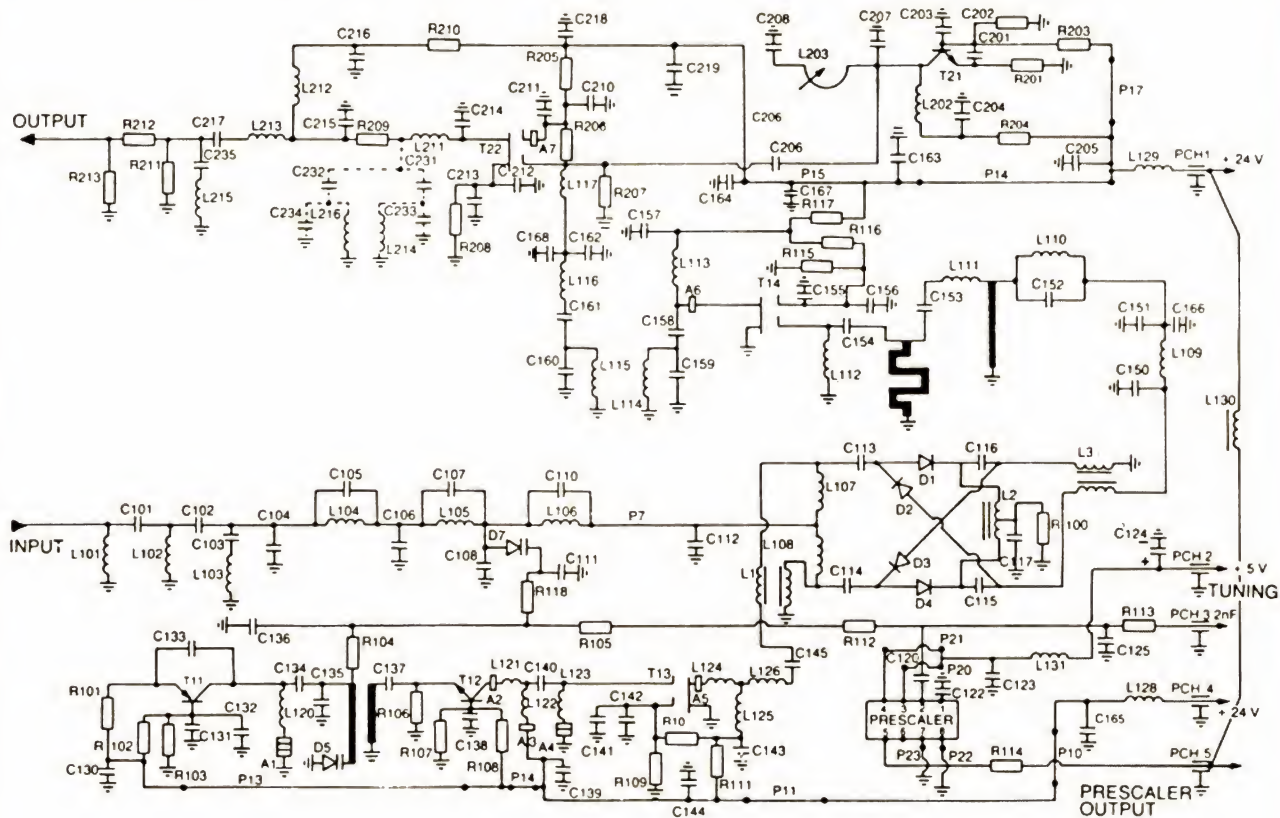 C218
C208
C207
C203
C202
C216
R210
C201
R203
R205
L203
C219
T21
R201
C211
C210
L212
P17
L202
C204
OUTPUT
C217
C215
C214
C206
R212
L213
R209
R206
R204
L211
T22
A7
R211
C235
C231
C206
C163
C205
L129
PCH1
+ 24 V
R213
C232
C213
C212
L117
P15
P14
L215
R207
C164
C167
C234
L216
C233
C157
R117
L214
R208
R116
L110
C168
C162
L113
R115
L111
T14
L116
A6
C155
C156
C152
C153
C151
C166
C161
C158
C154
L109
C160
L115
C159
L112
C150
L114
L130
C113
C116
L3
C105
C107
C110
D1
L107
L2
C101
C102
C104
L104
C106
L105
L106
P7
D2
R100
INPUT
C103
D7
C112
L108
C124
L101
L102
C108
C111
D3
C117
L103
L1
PCH 2
+ 5 V
C114
D4
C115
TUNING
R118
C136
R104
R113
PCH 3 2nF
C133
R105
R112
P21
C125
T11
C134
C135
C137
L121
C140
L123
T13
L124
L126
C145
C120
P20
L131
R101
T12
A2
C122
C123
L128
PCH 4
C132
L120
R106
L122
C142
A5
PRESCALER
+ 24 V
R102
C131
R10
L125
C165
4 3 2 1
5 6 7 8
R107
C138
A3
A4
C141
C143
P23
P22
R114
P10
PCH 5
C130
R103
A1
D5
R108
R109
R111
P13
P14
C139
C144
P11
PRESCALER
OUTPUT